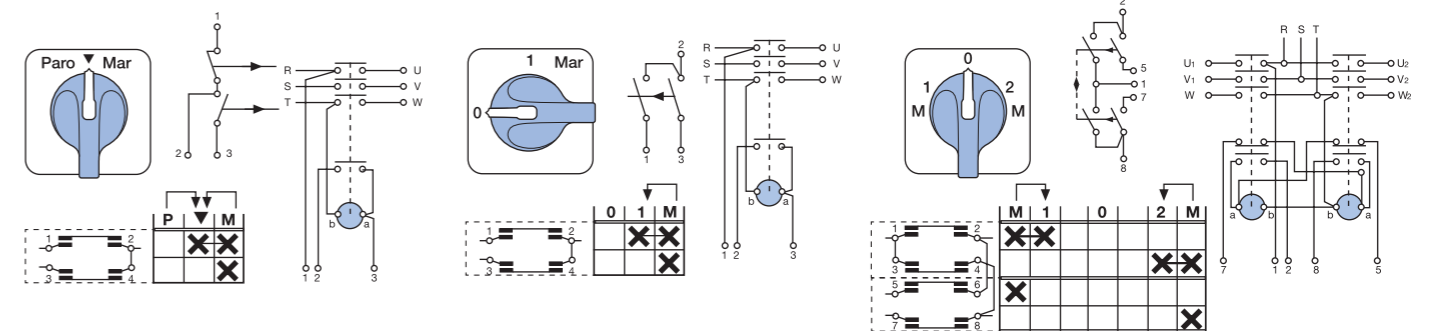 Paro ▼ Mar
1
2 3
R S T
U V W
b a
1 2 3
P ▼ M
1 2
3 4
1 Mar
0
2
1 3
R S T
U V W
b a
1 2 3
0 1 M
1 2
3 4
0
1 2
M M
2
5
1
7
8
R S T
U1 U2
V1 V2
W W2
a b b a
7 1 2 8 5
M 1 0 2 M
1 2
3 4
5 6
7 8